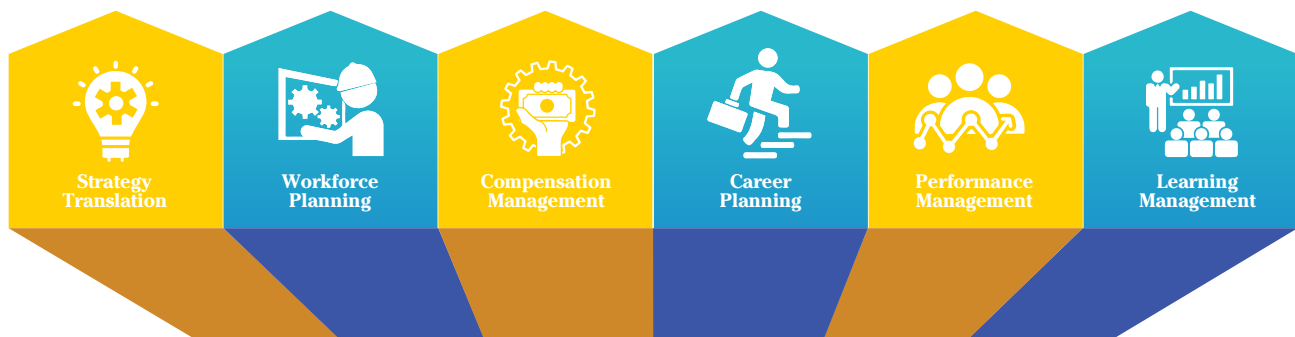 Strategy
Translation
Workforce
Planning
Compensation
Management
Career
Planning
Performance
Management
Learning
Management